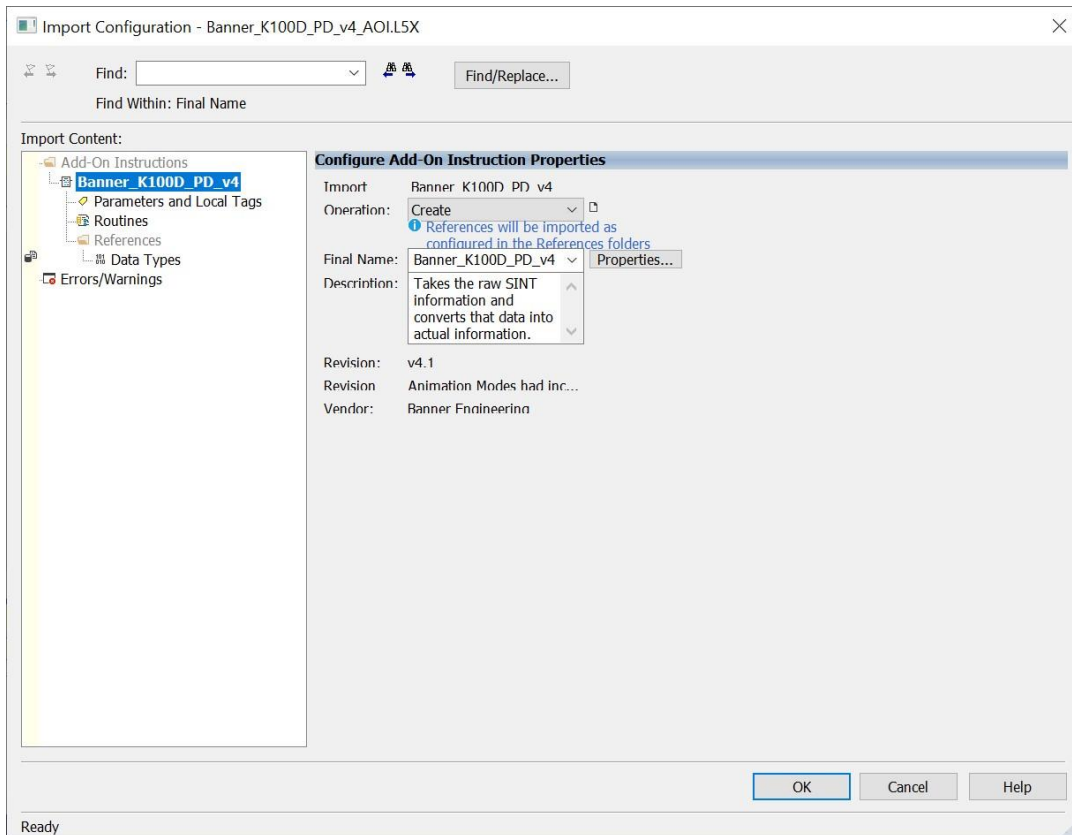 Import Configuration - Banner_K100D_PD_v4_AOI.L5X
Find:
Find/Replace...
Find Within: Final Name
Import Content:
Add-On Instructions
Banner_K100D_PD_v4
Parameters and Local Tags
Routines
References
Data Types
Errors/Warnings
Configure Add-On Instruction Properties
Import Banner_K100D_PD_v4
Operation: Create
References will be imported as
configured in the References folders
Final Name: Banner_K100D_PD_v4 Properties...
Description: Takes the raw SINT
information and
converts that data into
actual information.
Revision: v4.1
Revision Animation Modes had inc...
Vendor: Banner Engineering
OK Cancel Help
Ready